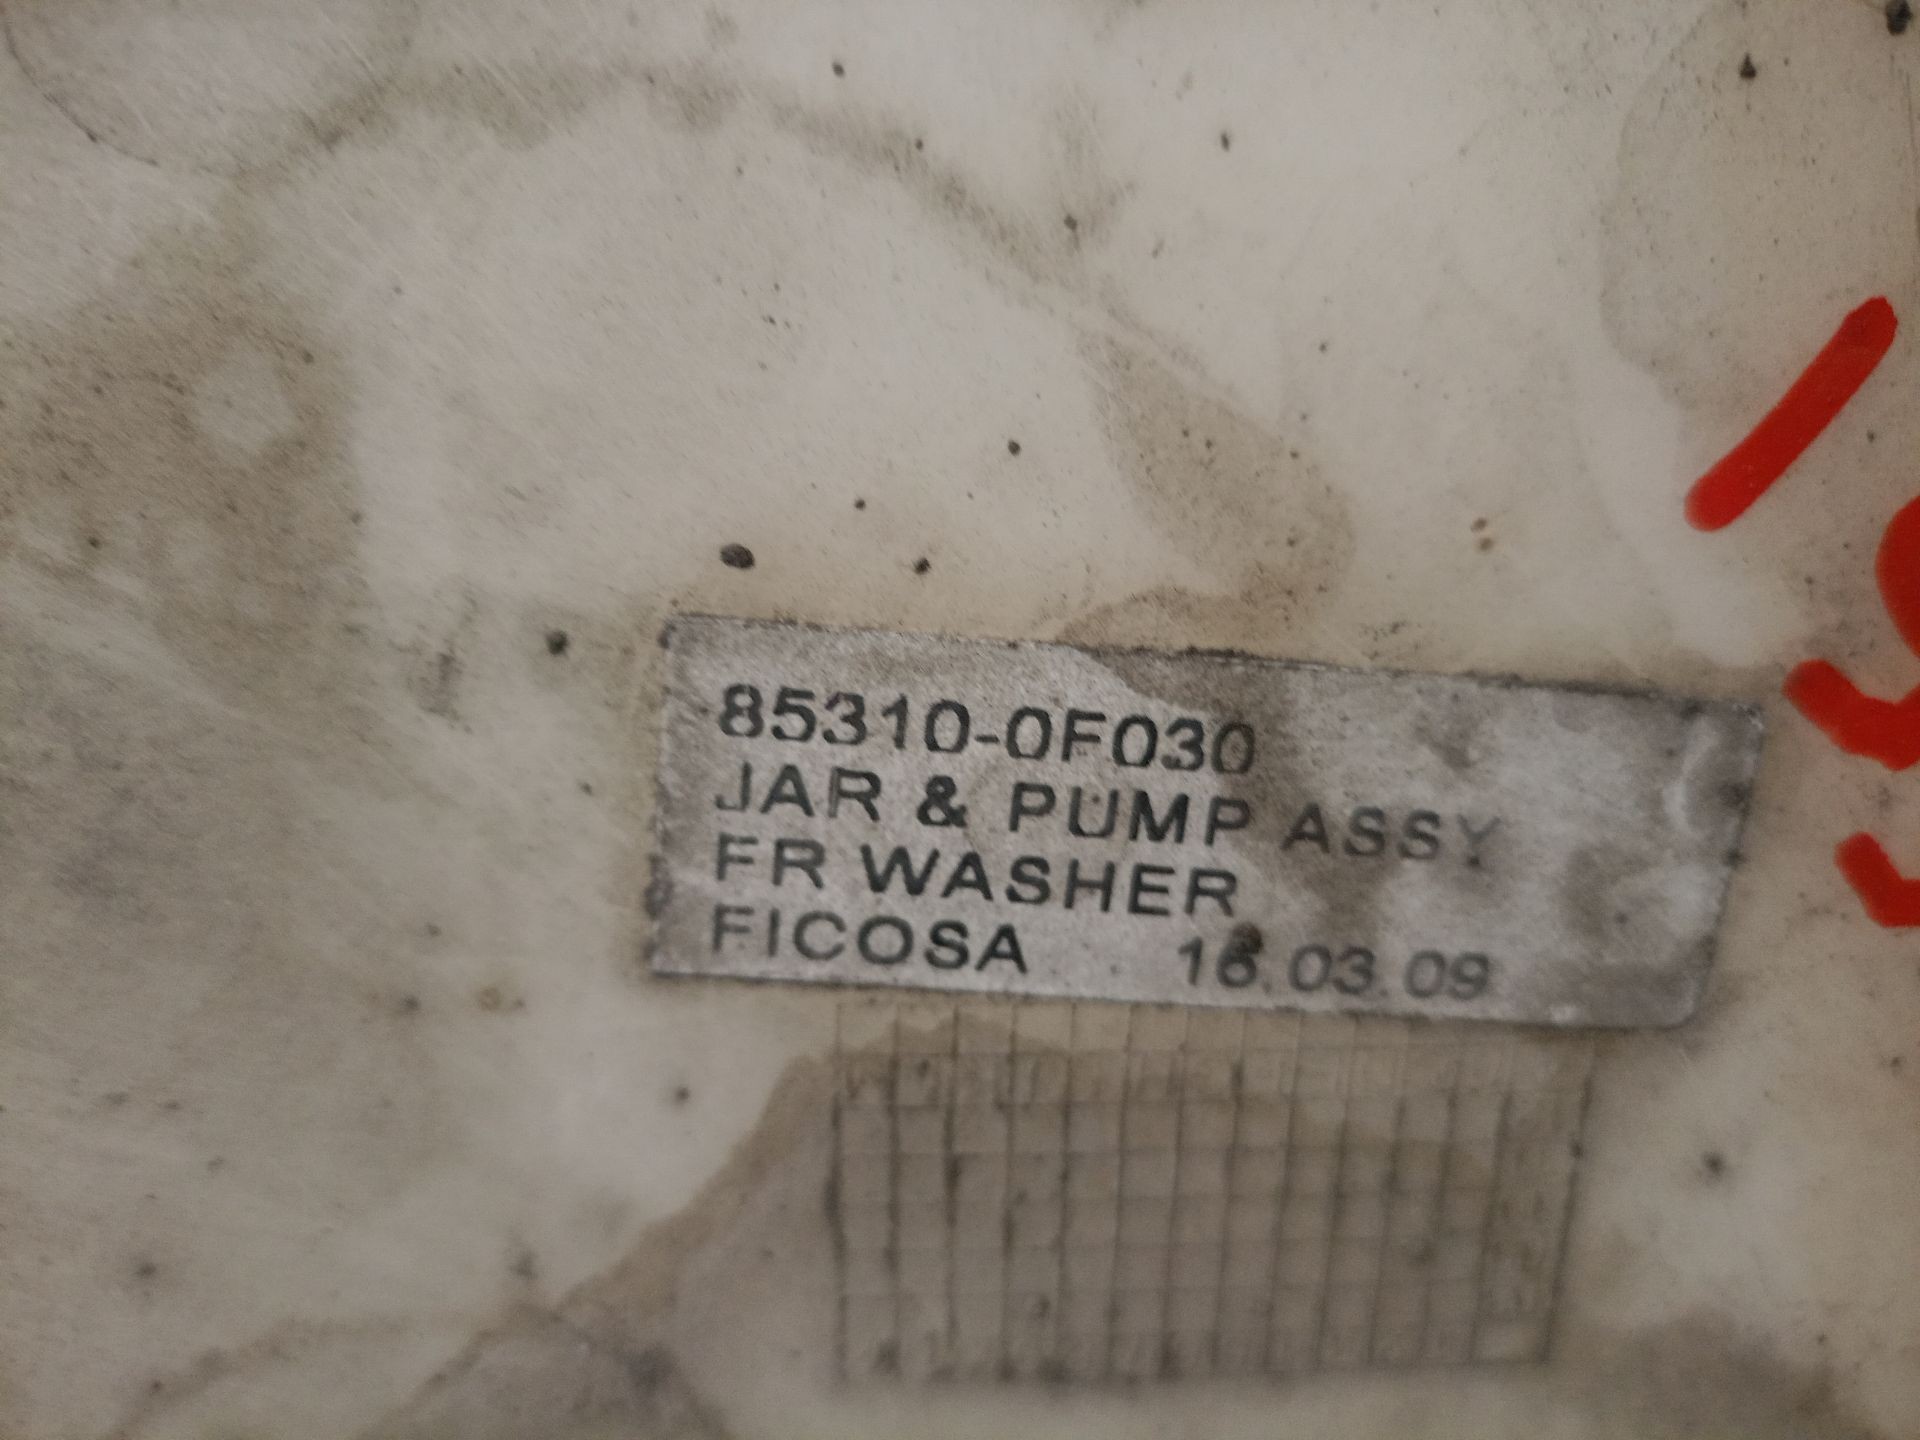 85310-0F030
JAR & PUMP ASSY
FR WASHER
FICOSA 16.03.09